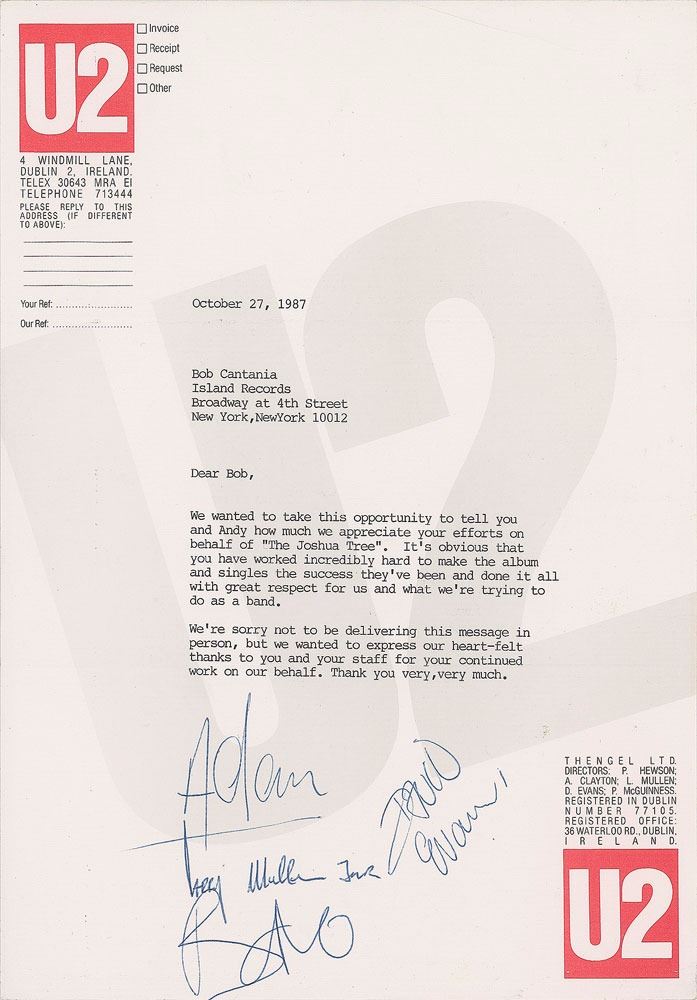 U2
Invoice
Receipt
Request
Other
4 WINDMILL LANE,
DUBLIN 2, IRELAND.
TELEX 30643 MRA EI
TELEPHONE 713444
PLEASE REPLY TO THIS
ADDRESS (IF DIFFERENT
TO ABOVE):
Your Ref: ........................
Our Ref: ........................
October 27, 1987
Bob Cantania
Island Records
Broadway at 4th Street
New York,NewYork 10012
Dear Bob,
We wanted to take this opportunity to tell you
and Andy how much we appreciate your efforts on
behalf of "The Joshua Tree". It's obvious that
you have worked incredibly hard to make the album
and singles the success they've been and done it all
with great respect for us and what we're trying to
do as a band.
We're sorry not to be delivering this message in
person, but we wanted to express our heart-felt
thanks to you and your staff for your continued
work on our behalf. Thank you very,very much.
Adam
David
Evans
Larry Mullen Jnr
Bono
THENGEL LTD.
DIRECTORS: P. HEWSON;
A. CLAYTON; L. MULLEN;
D. EVANS; P. McGUINNESS.
REGISTERED IN DUBLIN
NUMBER 77105.
REGISTERED OFFICE:
36 WATERLOO RD., DUBLIN,
IRELAND.
U2
U2